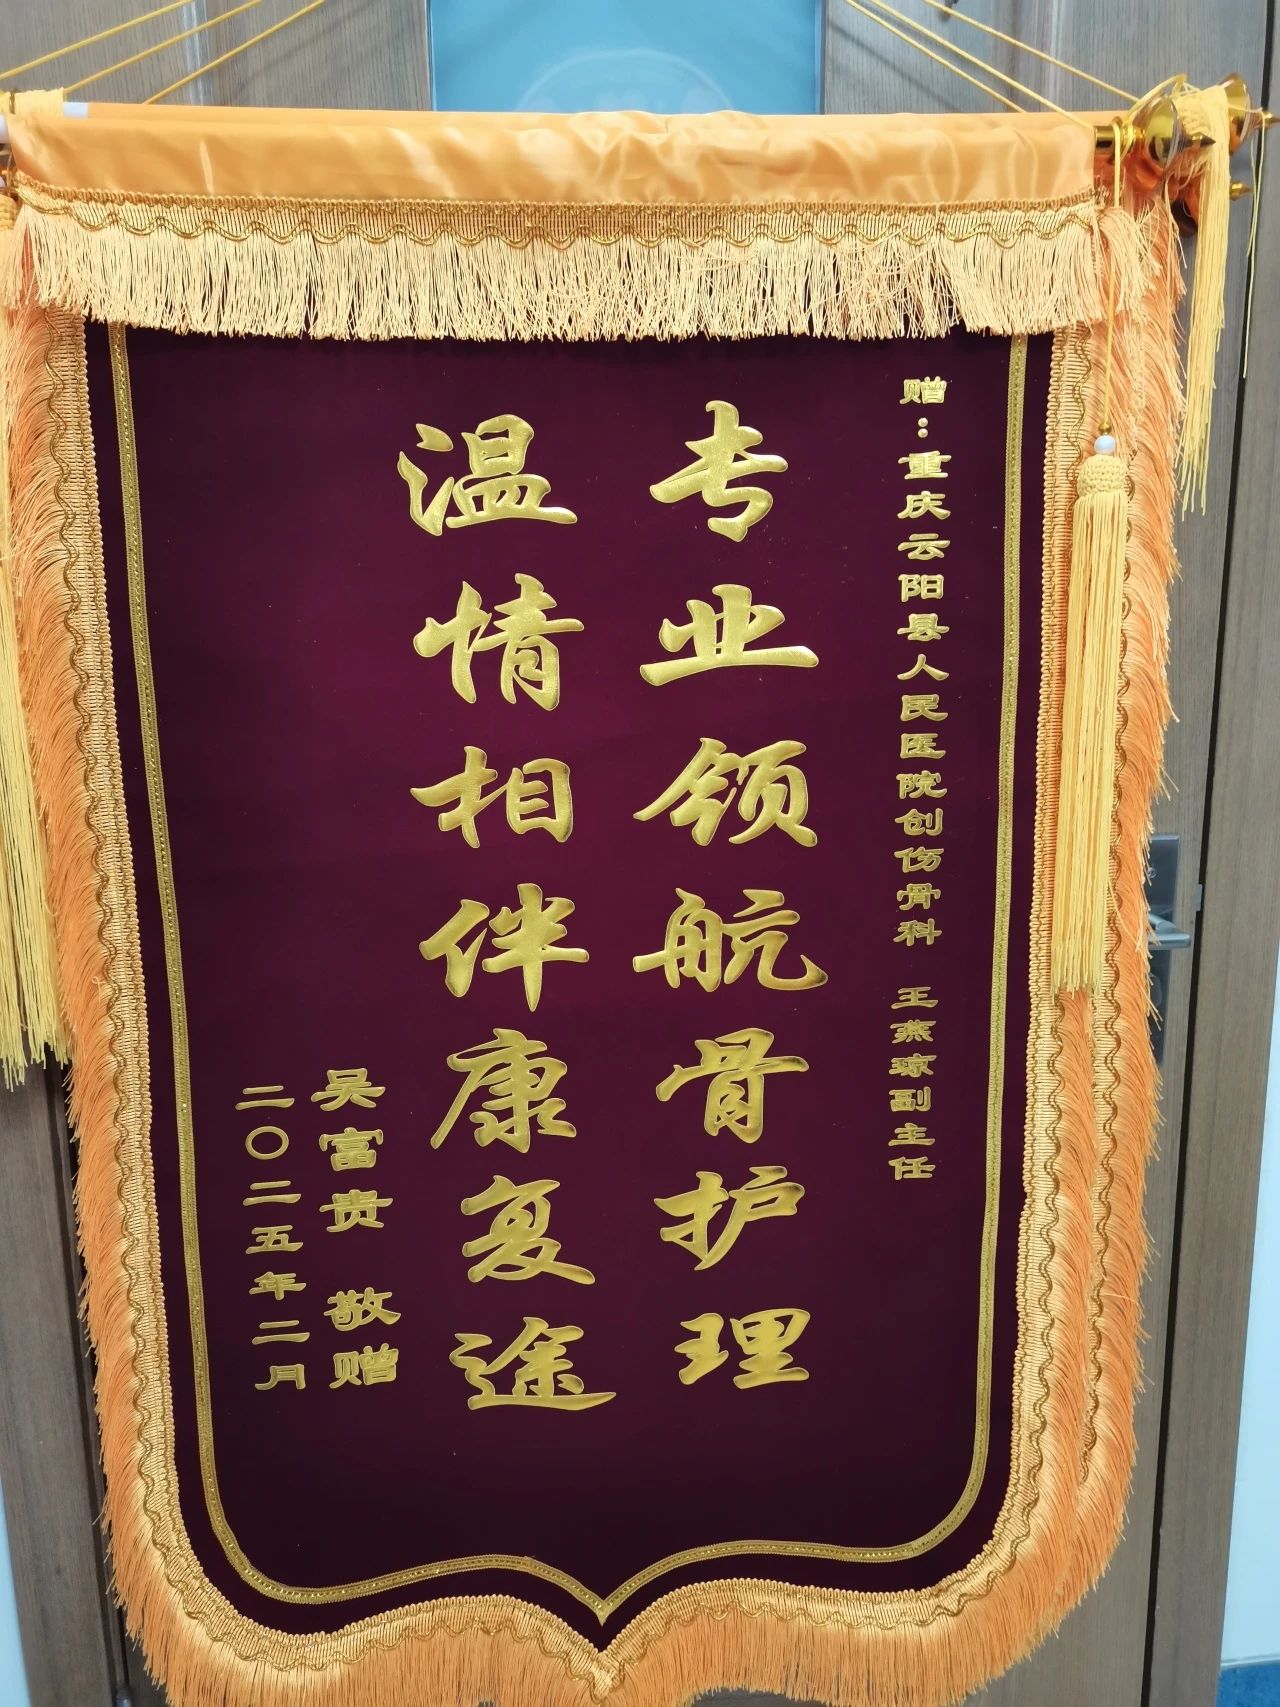 赠：重庆云阳县人民医院创伤骨科 王燕琼副主任
专业领航骨护理
温情相伴康复途
吴富贵 敬赠
二〇二五年二月